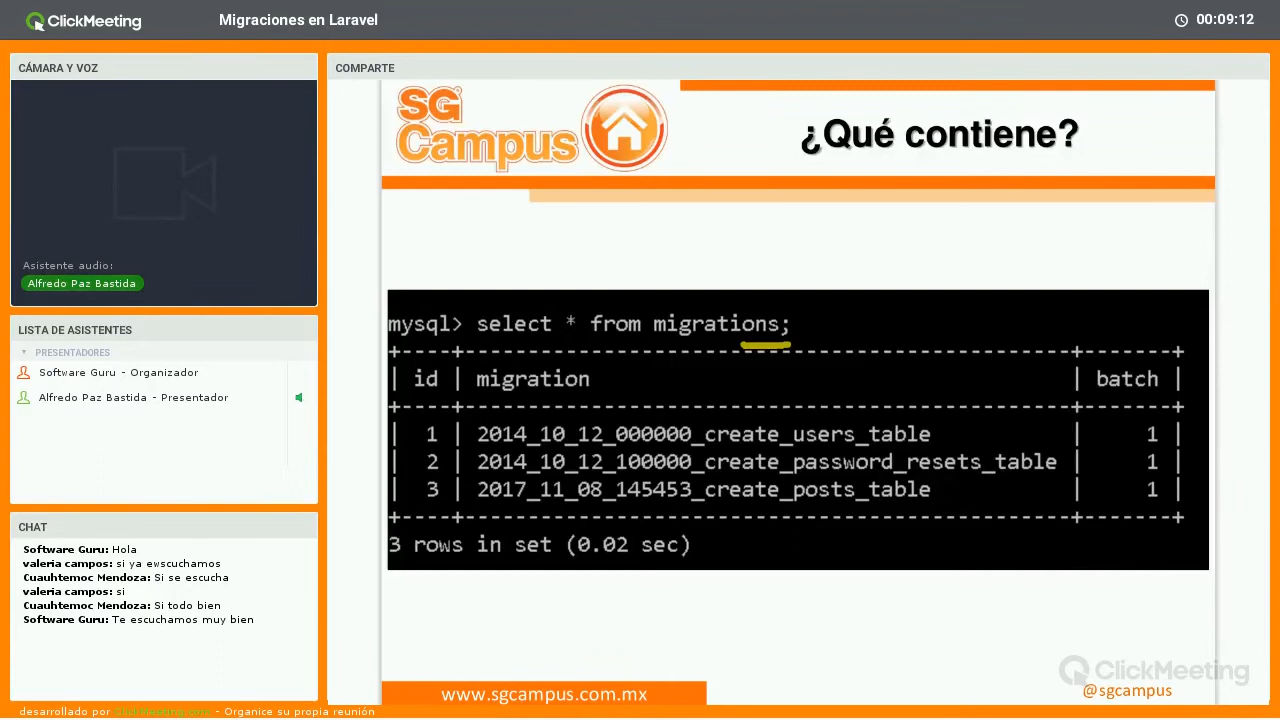 ClickMeeting
Migraciones en Laravel
00:09:12
CÁMARA Y VOZ
Asistente audio:
Alfredo Paz Bastida
LISTA DE ASISTENTES
PRESENTADORES
Software Guru - Organizador
Alfredo Paz Bastida - Presentador
CHAT
Software Guru: Hola
valeria campos: si ya ewscuchamos
Cuauhtemoc Mendoza: Si se escucha
valeria campos: si
Cuauhtemoc Mendoza: Si todo bien
Software Guru: Te escuchamos muy bien
COMPARTE
SG
Campus
¿Qué contiene?
mysql> select * from migrations;
+----+------------------------------------------------+-------+
| id | migration | batch |
+----+------------------------------------------------+-------+
| 1 | 2014_10_12_000000_create_users_table | 1 |
| 2 | 2014_10_12_100000_create_password_resets_table | 1 |
| 3 | 2017_11_08_145453_create_posts_table | 1 |
+----+------------------------------------------------+-------+
3 rows in set (0.02 sec)
www.sgcampus.com.mx
ClickMeeting
@sgcampus
desarrollado por ClickMeeting.com - Organice su propia reunión